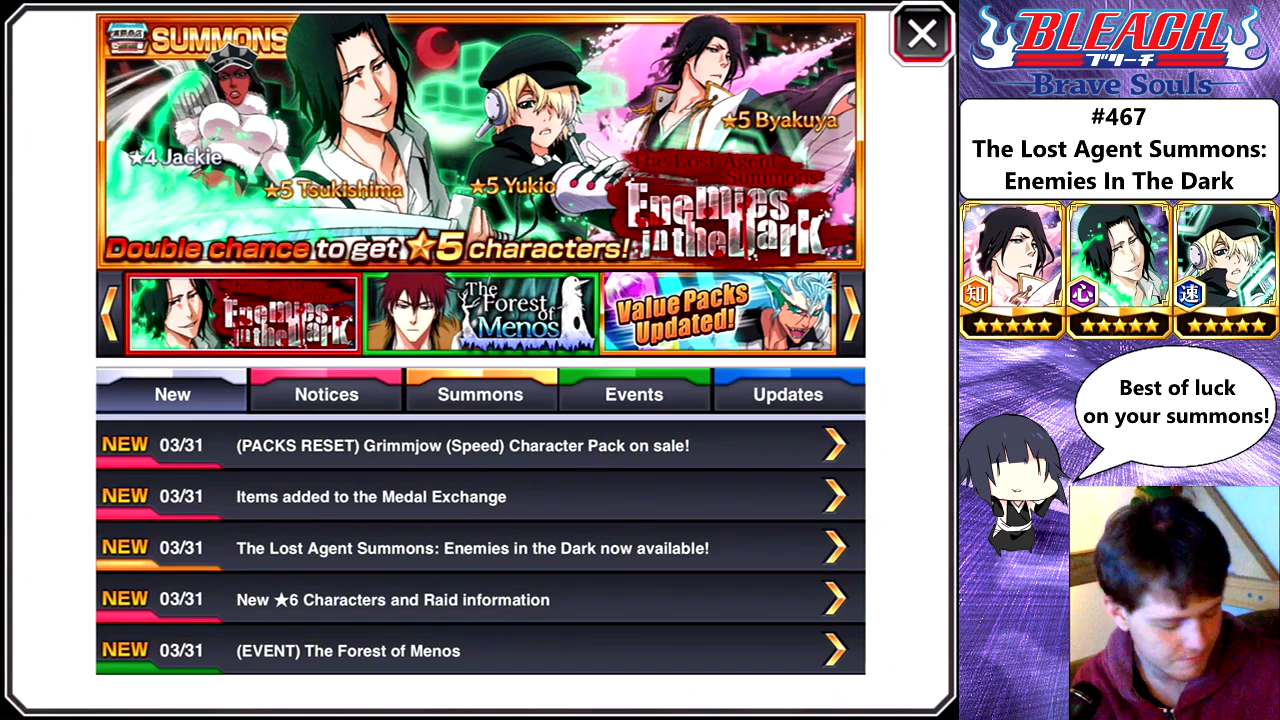 SUMMONS
★4 Jackie
★5 Tsukishima
★5 Yukio
★5 Byakuya
The Lost Agent
Summons:
Enemies
in the Dark
Double chance to get ★5 characters!
Enemies
in the Dark
The
Forest of
Menos
Value Packs
Updated!
New
Notices
Summons
Events
Updates
NEW 03/31 (PACKS RESET) Grimmjow (Speed) Character Pack on sale!
NEW 03/31 Items added to the Medal Exchange
NEW 03/31 The Lost Agent Summons: Enemies in the Dark now available!
NEW 03/31 New ★6 Characters and Raid information
NEW 03/31 (EVENT) The Forest of Menos
BLEACH
ブリーチ
Brave Souls
#467
The Lost Agent Summons:
Enemies In The Dark
知
心
速
★★★★★
★★★★★
★★★★★
Best of luck
on your summons!